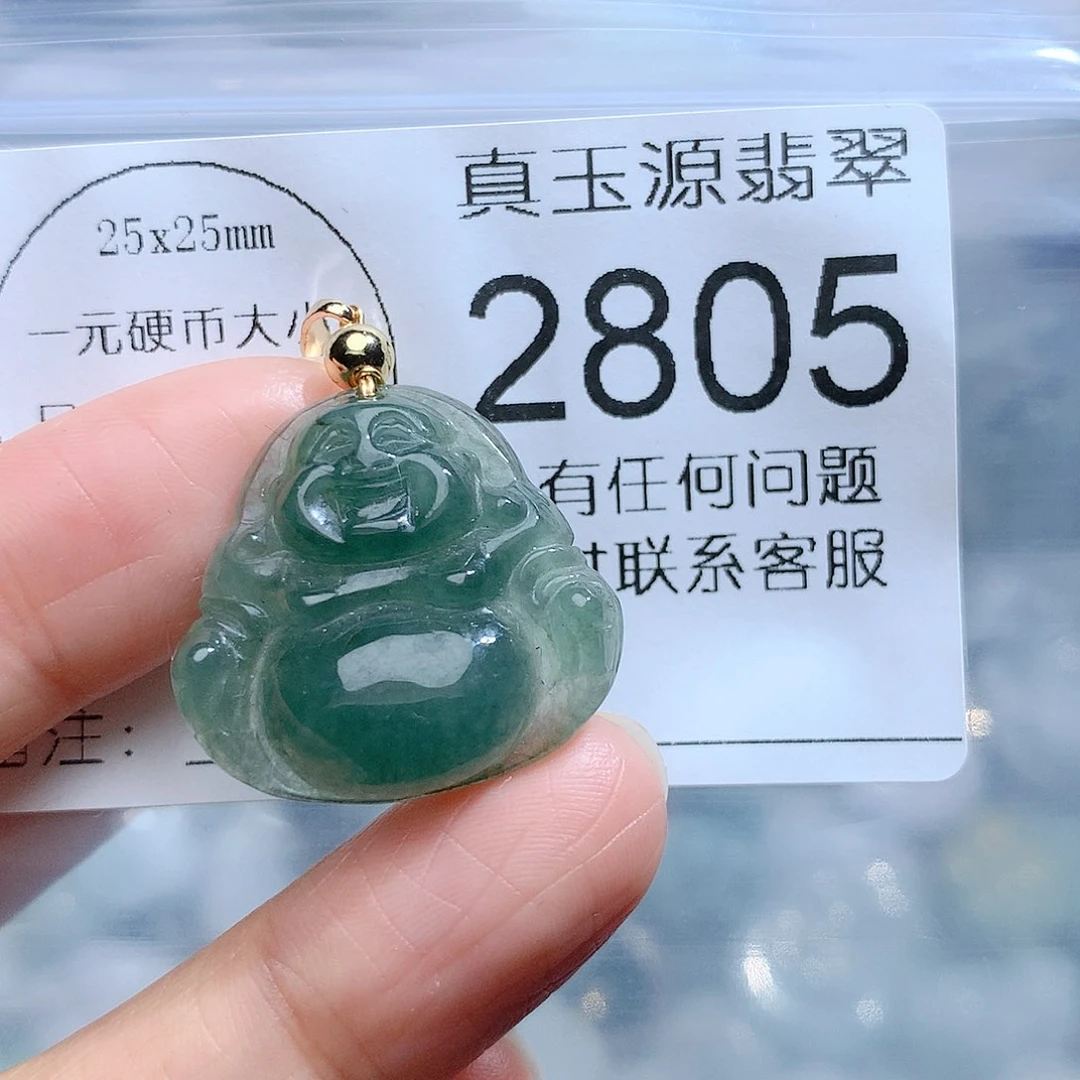 真玉源翡翠
25x25mm
2805
一元硬币大小
有任何问题
联系客服
注：